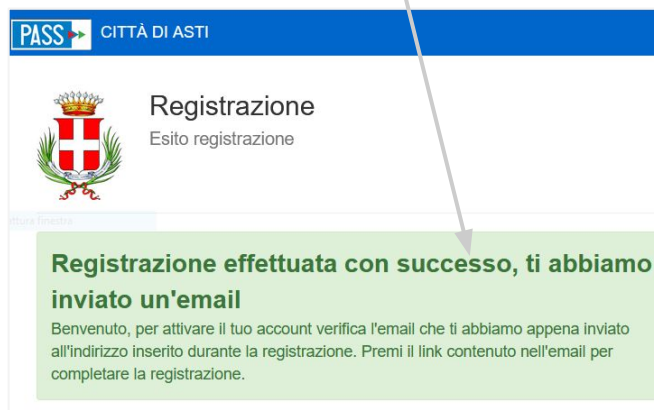 PASS CITTÀ DI ASTI
Registrazione
Esito registrazione
Registrazione effettuata con successo, ti abbiamo
inviato un'email
Benvenuto, per attivare il tuo account verifica l'email che ti abbiamo appena inviato
all'indirizzo inserito durante la registrazione. Premi il link contenuto nell'email per
completare la registrazione.